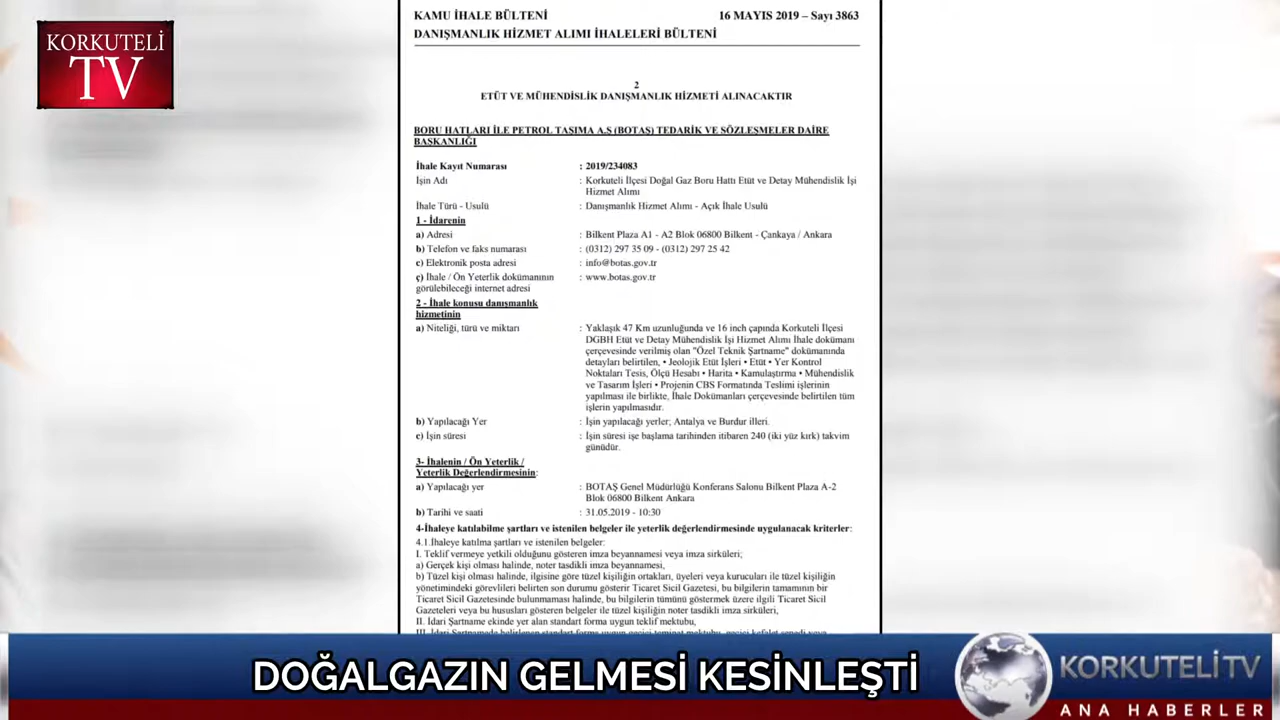 KORKUTELİ
TV
KAMU İHALE BÜLTENİ 16 MAYIS 2019 – Sayı 3863
DANIŞMANLIK HİZMET ALIMI İHALELERİ BÜLTENİ
2
ETÜT VE MÜHENDİSLİK DANIŞMANLIK HİZMETİ ALINACAKTIR
BORU HATLARI İLE PETROL TAŞIMA A.Ş (BOTAŞ) TEDARİK VE SÖZLEŞMELER DAİRE
BAŞKANLIĞI
İhale Kayıt Numarası : 2019/234083
İşin Adı : Korkuteli İlçesi Doğal Gaz Boru Hattı Etüt ve Detay Mühendislik İşi
Hizmet Alımı
İhale Türü - Usulü : Danışmanlık Hizmet Alımı - Açık İhale Usulü
1 - İdarenin
a) Adresi : Bilkent Plaza A1 - A2 Blok 06800 Bilkent - Çankaya / Ankara
b) Telefon ve faks numarası : (0312) 297 35 09 - (0312) 297 25 42
c) Elektronik posta adresi : info@botas.gov.tr
ç) İhale / Ön Yeterlik dokümanının : www.botas.gov.tr
görülebileceği internet adresi
2 - İhale konusu danışmanlık
hizmetinin
a) Niteliği, türü ve miktarı : Yaklaşık 47 Km uzunluğunda ve 16 inch çapında Korkuteli İlçesi
DGBH Etüt ve Detay Mühendislik İşi Hizmet Alımı İhale dokümanı
çerçevesinde verilmiş olan "Özel Teknik Şartname" dokümanında
detayları belirtilen, • Jeolojik Etüt İşleri • Etüt • Yer Kontrol
Noktaları Tesis, Ölçü Hesabı • Harita • Kamulaştırma • Mühendislik
ve Tasarım İşleri • Projenin CBS Formatında Teslimi işlerinin
yapılması ile birlikte, İhale Dokümanları çerçevesinde belirtilen tüm
işlerin yapılmasıdır.
b) Yapılacağı Yer : İşin yapılacağı yerler; Antalya ve Burdur illeri.
c) İşin süresi : İşin süresi işe başlama tarihinden itibaren 240 (iki yüz kırk) takvim
günüdür.
3- İhalenin / Ön Yeterlik /
Yeterlik Değerlendirmesinin:
a) Yapılacağı yer : BOTAŞ Genel Müdürlüğü Konferans Salonu Bilkent Plaza A-2
Blok 06800 Bilkent Ankara
b) Tarihi ve saati : 31.05.2019 - 10:30
4-İhaleye katılabilme şartları ve istenilen belgeler ile yeterlik değerlendirmesinde uygulanacak kriterler:
4.1.İhaleye katılma şartları ve istenilen belgeler:
I. Teklif vermeye yetkili olduğunu gösteren imza beyannamesi veya imza sirküleri;
a) Gerçek kişi olması halinde, noter tasdikli imza beyannamesi,
b) Tüzel kişi olması halinde, ilgisine göre tüzel kişiliğin ortakları, üyeleri veya kurucuları ile tüzel kişiliğin
yönetimindeki görevlileri belirten son durumu gösterir Ticaret Sicil Gazetesi, bu bilgilerin tamamının bir
Ticaret Sicil Gazetesinde bulunmaması halinde, bu bilgilerin tümünü göstermek üzere ilgili Ticaret Sicil
Gazeteleri veya bu hususları gösteren belgeler ile tüzel kişiliğin noter tasdikli imza sirküleri,
II. İdari Şartname ekinde yer alan standart forma uygun teklif mektubu,
DOĞALGAZIN GELMESİ KESİNLEŞTİ
KORKUTELİ TV
ANA HABERLER